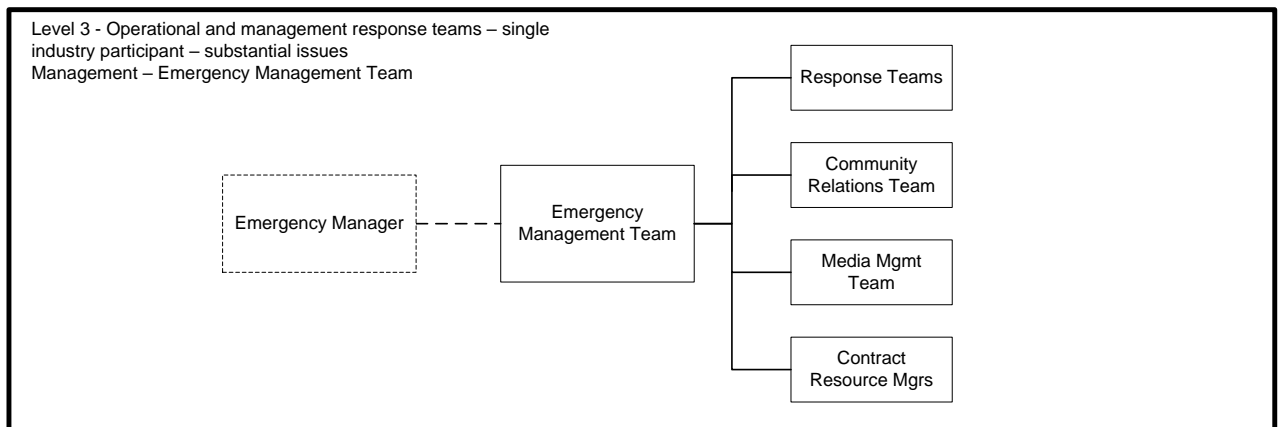 Level 3 - Operational and management response teams – single
industry participant – substantial issues
Management – Emergency Management Team
Response Teams
Community
Relations Team
Emergency Manager
Emergency
Management Team
Media Mgmt
Team
Contract
Resource Mgrs